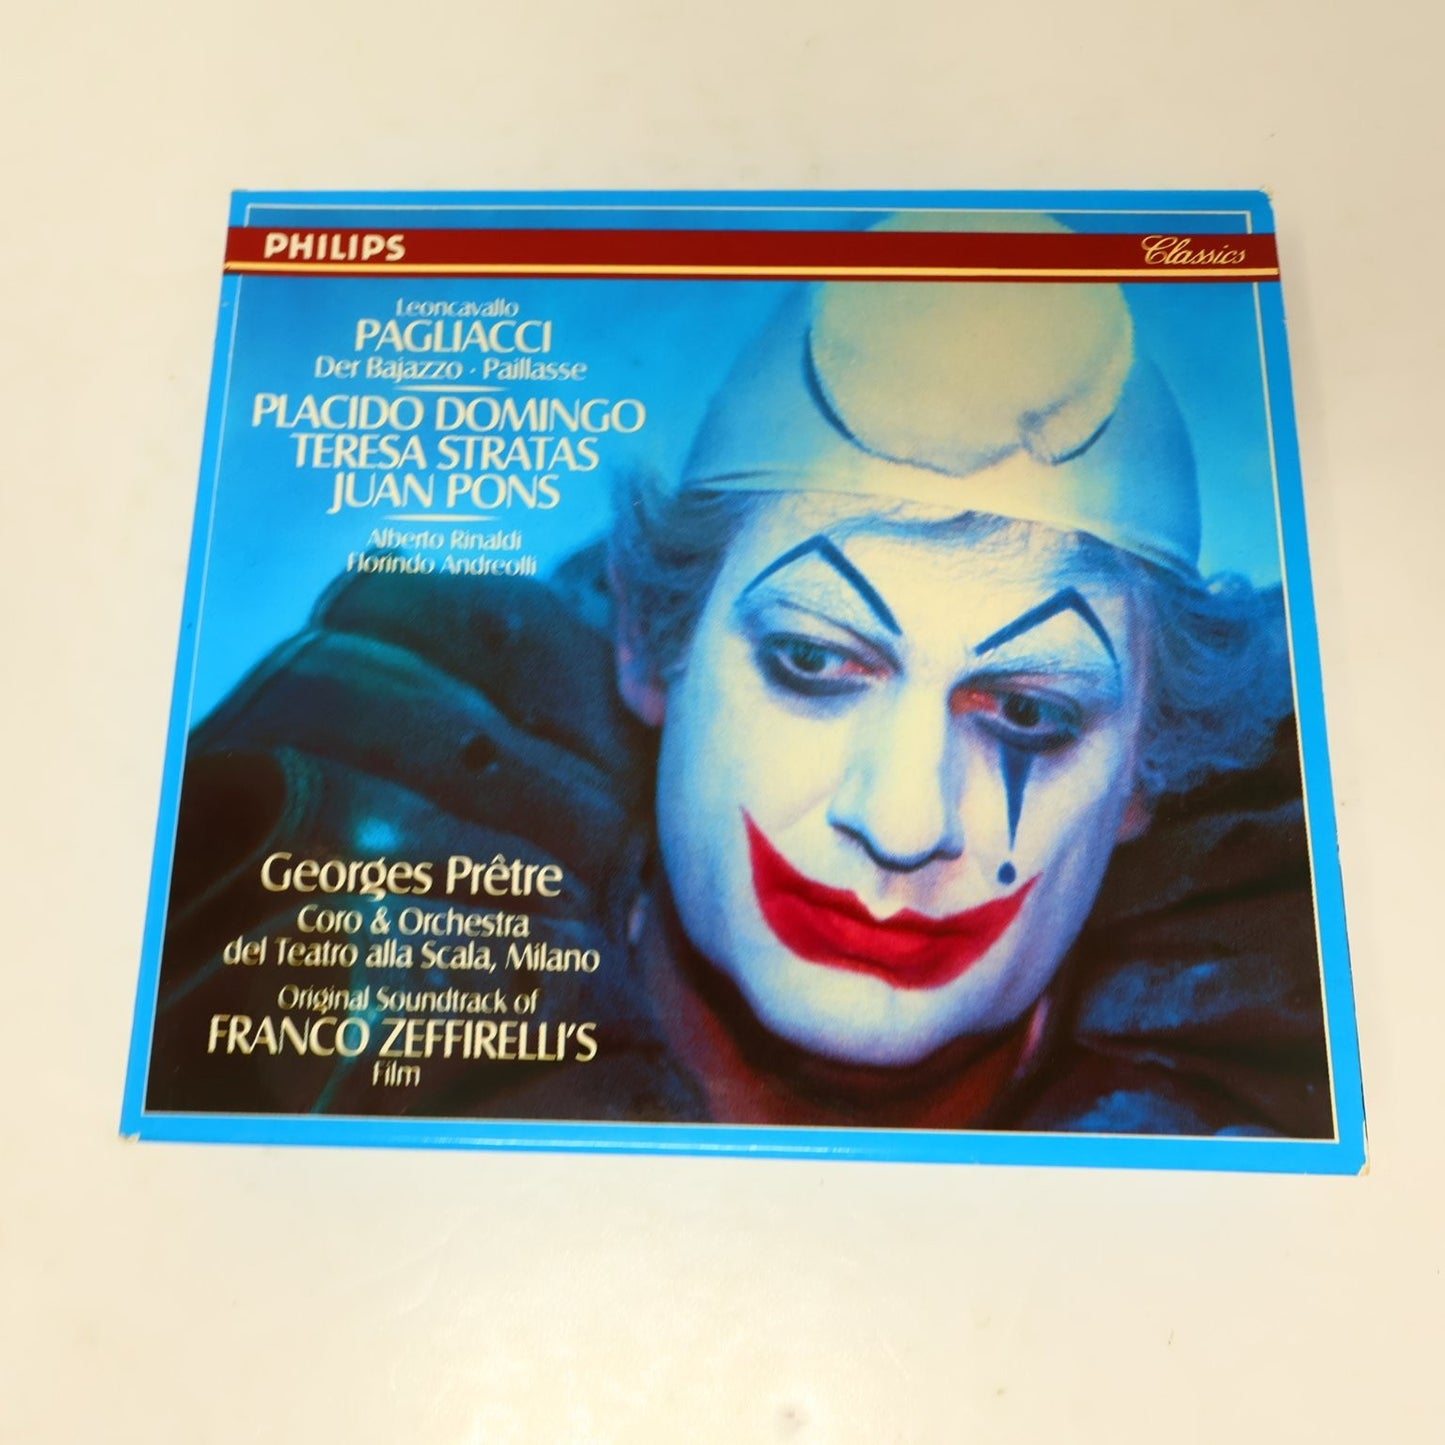 PHILIPS
Classics
Leoncavallo
PAGLIACCI
Der Bajazzo · Paillasse
PLACIDO DOMINGO
TERESA STRATAS
JUAN PONS
Alberto Rinaldi
Florindo Andreolli
Georges Prêtre
Coro & Orchestra
del Teatro alla Scala, Milano
Original Soundtrack of
FRANCO ZEFFIRELLI'S
Film